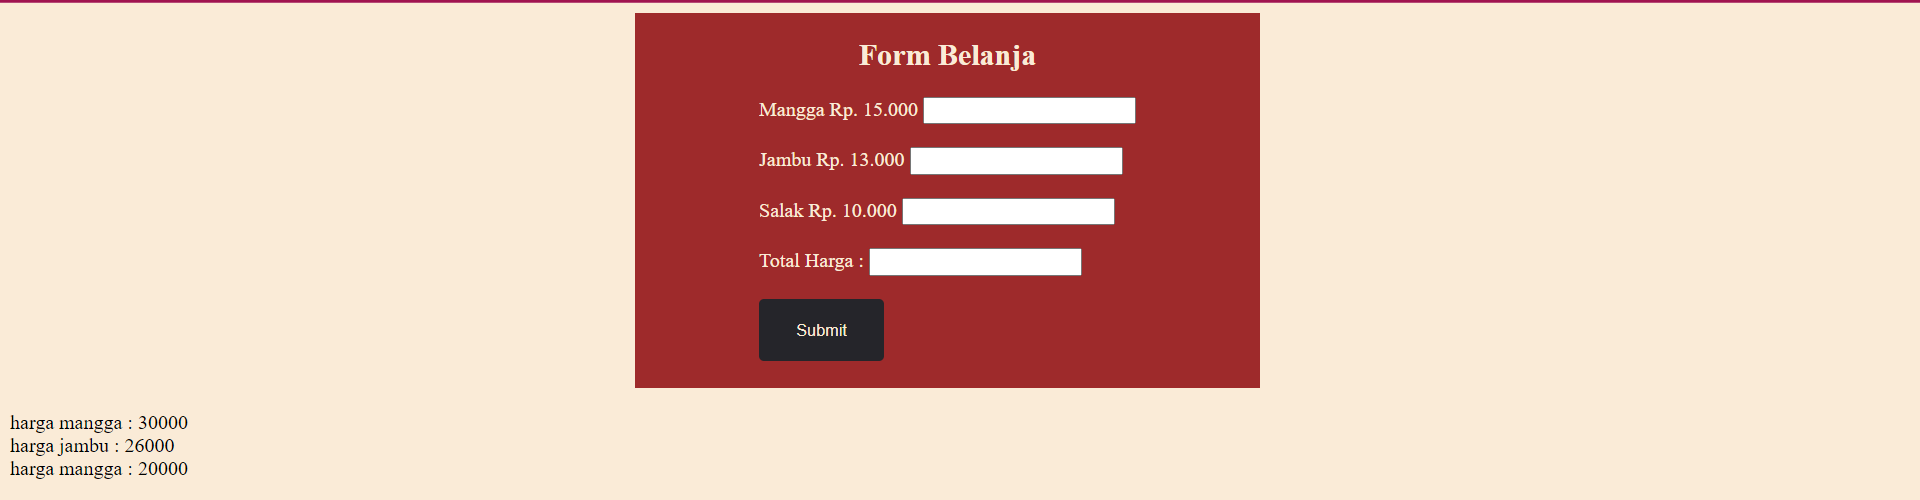 Form Belanja
Mangga Rp. 15.000
Jambu Rp. 13.000
Salak Rp. 10.000
Total Harga :
Submit
harga mangga : 30000
harga jambu : 26000
harga mangga : 20000